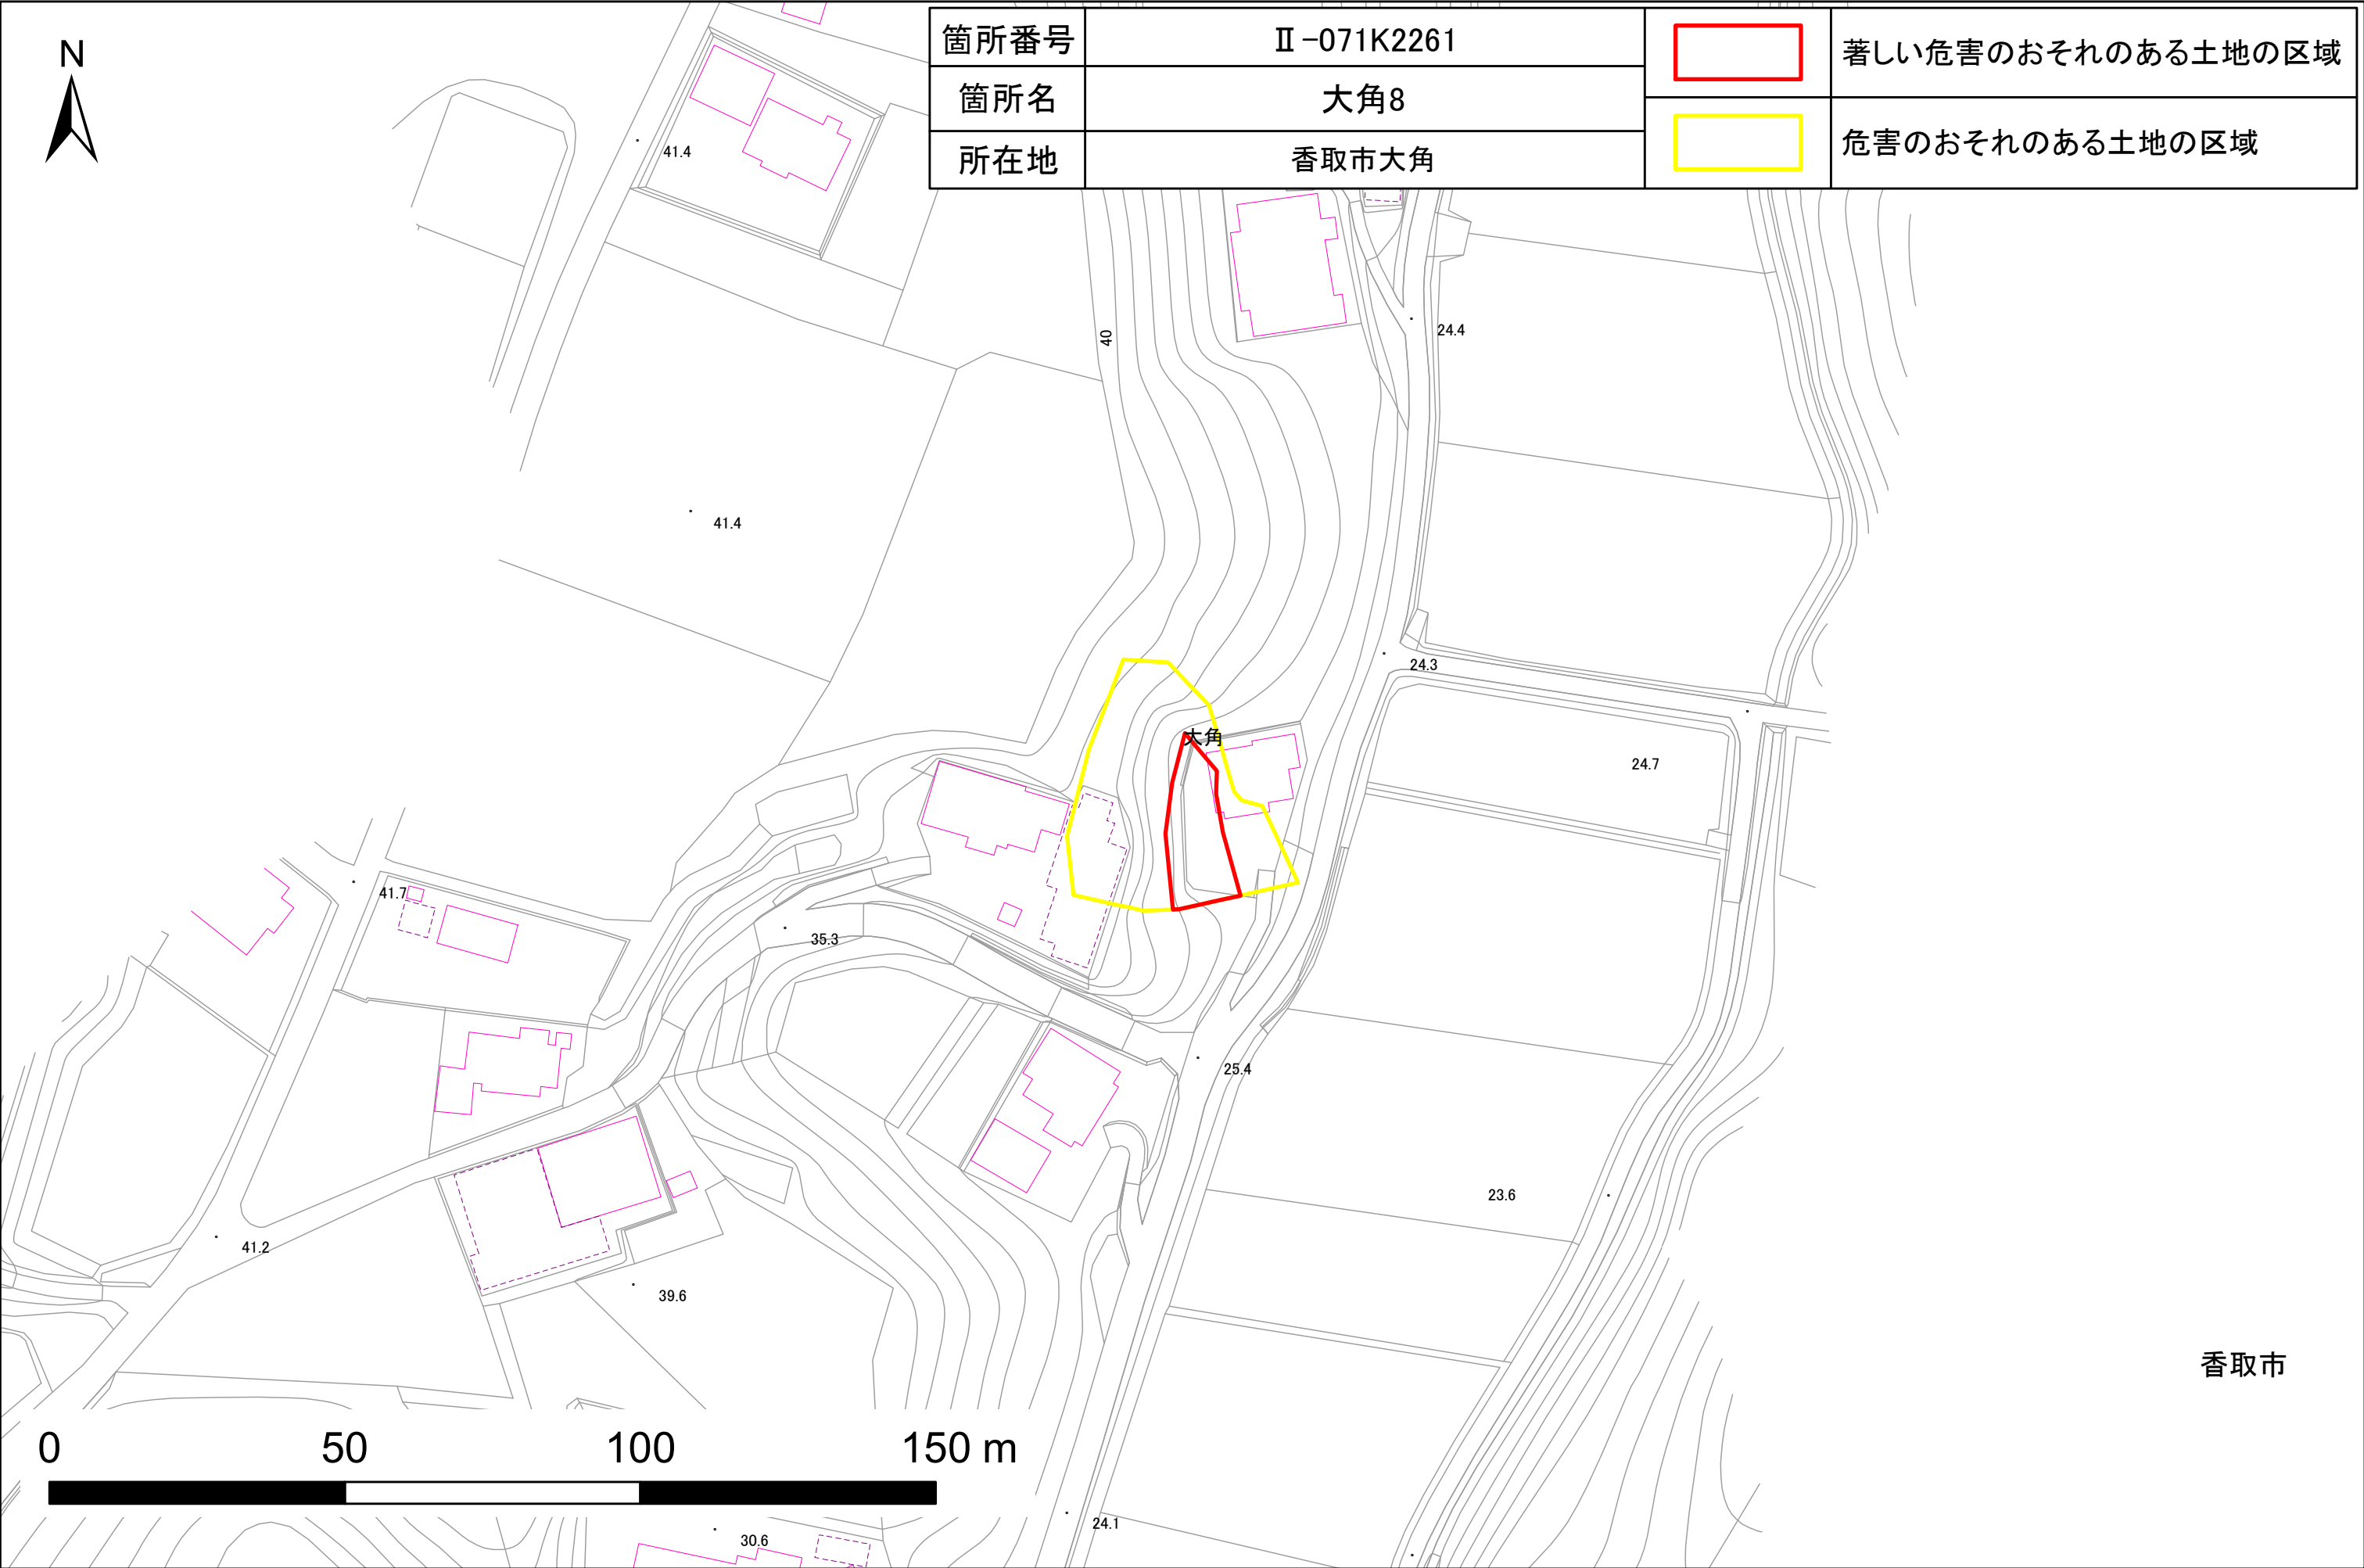 N
箇所番号 Ⅱ-071K2261
箇所名 大角8
所在地 香取市大角
著しい危害のおそれのある土地の区域
危害のおそれのある土地の区域
41.4
40
24.4
41.4
24.3
大角
24.7
41.7
35.3
25.4
23.6
41.2
39.6
香取市
0 50 100 150 m
24.1
30.6